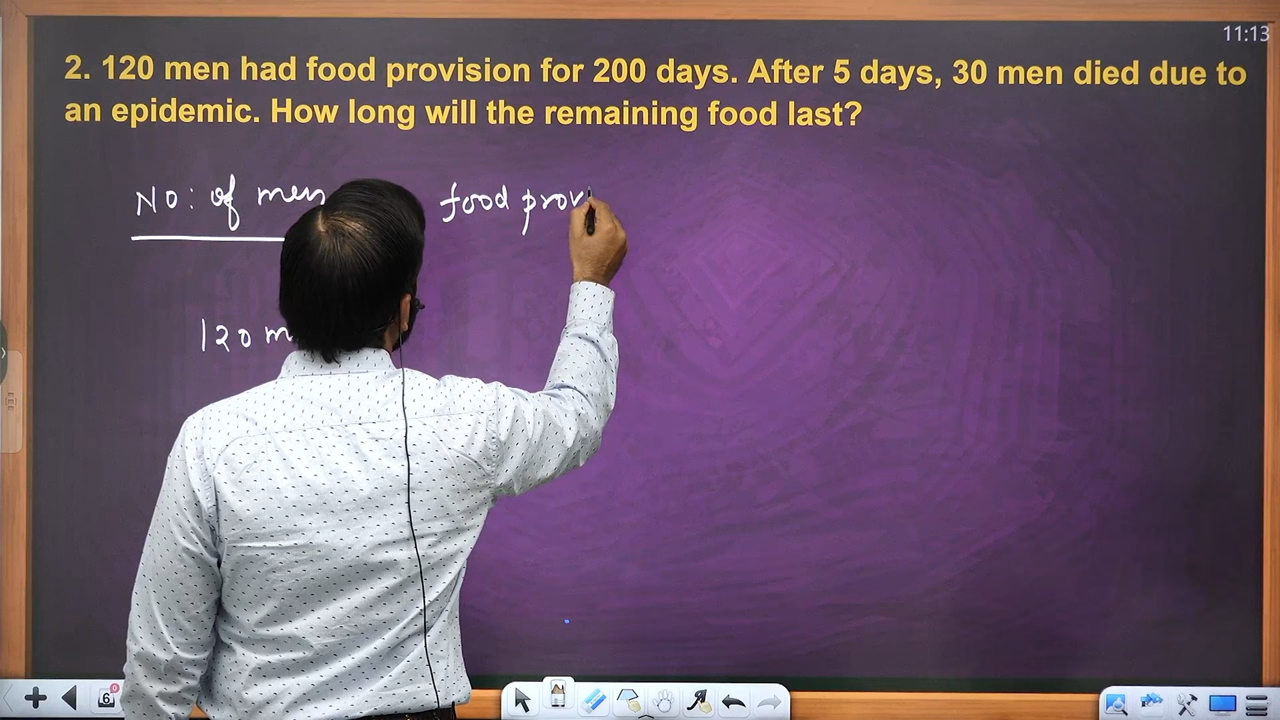 11:13
2. 120 men had food provision for 200 days. After 5 days, 30 men died due to
an epidemic. How long will the remaining food last?
No: of men food prov
120 m
6